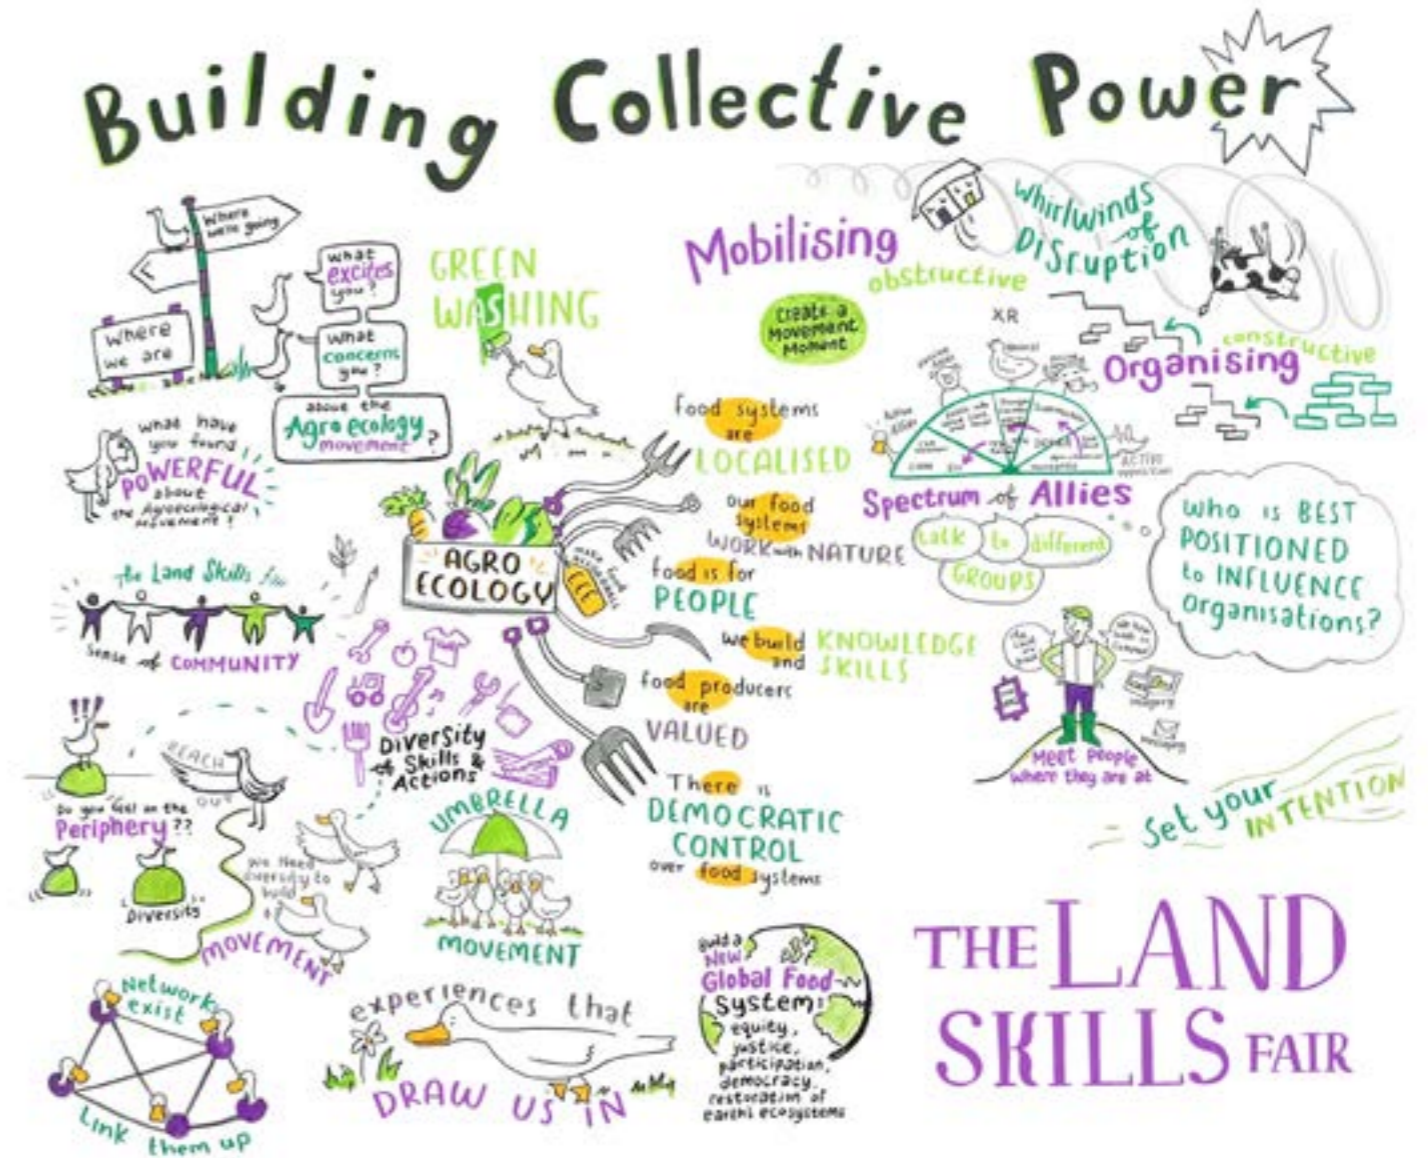 Building Collective Power
Where
we're going
Where
we are
what
excites
you?
what
concerns
you?
about the
Agroecology
movement?
GREEN
WASHING
what have
you found
POWERFUL
about
the Agroecological
Movement?
the Land Skills fair
sense of COMMUNITY
!!!
Do you feel on the
Periphery??
REACH
OUT
"Diversity"
we need
diversity to
build
a
MOVEMENT
Networks
exist
Link them up
AGRO
ECOLOGY
Diversity
of Skills &
Actions
UMBRELLA
MOVEMENT
experiences that
DRAW US IN
food systems
are
LOCALISED
our food
systems
WORK with NATURE
food is for
PEOPLE
we build KNOWLEDGE
and SKILLS
food producers
are
VALUED
There is
DEMOCRATIC
CONTROL
over food systems
Build a
New
Global Food
System:
equity,
justice,
participation,
democracy,
restoration of
earth's ecosystems
Mobilising
obstructive
Create a
Movement
Moment
Whirlwinds
of
Disruption
XR
constructive
Organising
Active
Allies
Spectrum of Allies
talk to different
GROUPS
Who is BEST
POSITIONED
to INFLUENCE
organisations?
Meet people
where they are at
Set your
INTENTION
THE LAND
SKILLS FAIR